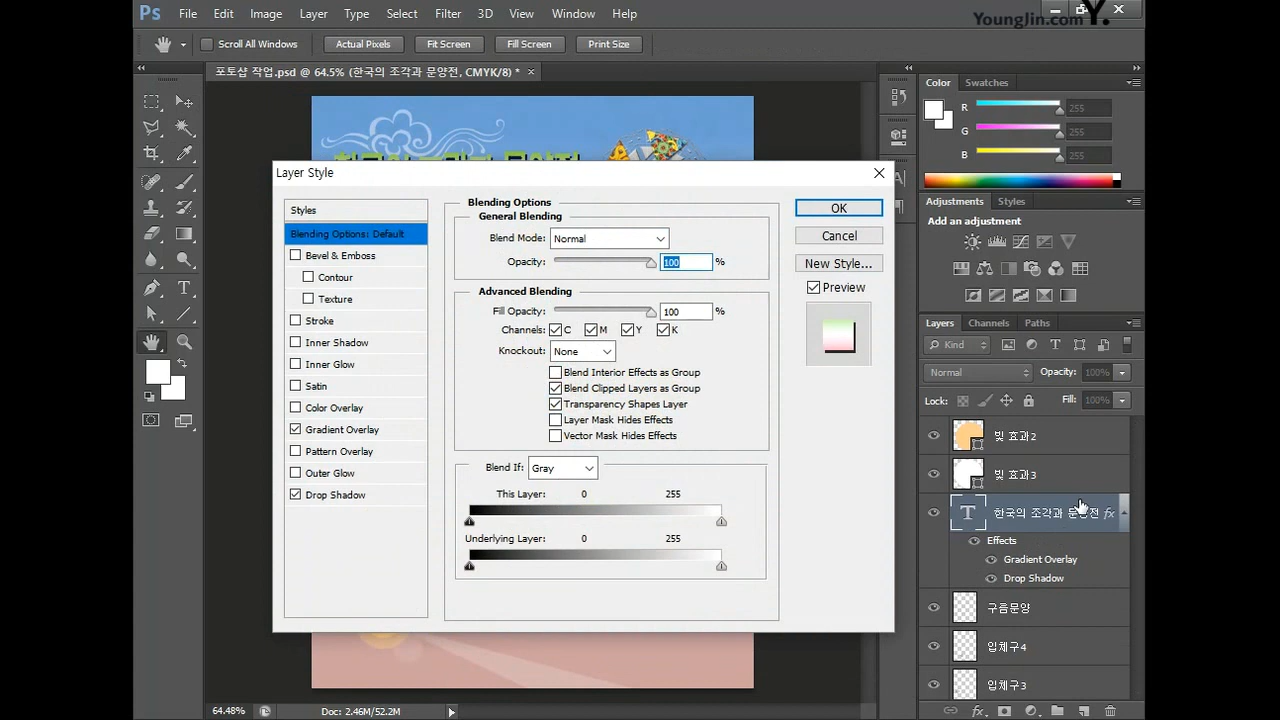 Ps File Edit Image Layer Type Select Filter 3D View Window Help
YoungJin.com Y.
Scroll All Windows Actual Pixels Fit Screen Fill Screen Print Size
포토샵 작업.psd @ 64.5% (한국의 조각과 문양전, CMYK/8) * ×
Color Swatches
R 255
G 255
B 255
Adjustments Styles
Add an adjustment
Layers Channels Paths
Kind
Normal Opacity: 100%
Lock: Fill: 100%
빛 효과2
빛 효과3
T 한국의 조각과 문양전 fx
Effects
Gradient Overlay
Drop Shadow
구름문양
입체구4
입체구3
Layer Style
Styles
Blending Options: Default
Bevel & Emboss
Contour
Texture
Stroke
Inner Shadow
Inner Glow
Satin
Color Overlay
Gradient Overlay
Pattern Overlay
Outer Glow
Drop Shadow
Blending Options
General Blending
Blend Mode: Normal
Opacity: 100 %
Advanced Blending
Fill Opacity: 100 %
Channels: C M Y K
Knockout: None
Blend Interior Effects as Group
Blend Clipped Layers as Group
Transparency Shapes Layer
Layer Mask Hides Effects
Vector Mask Hides Effects
Blend If: Gray
This Layer: 0 255
Underlying Layer: 0 255
OK
Cancel
New Style...
Preview
64.48% Doc: 2.46M/52.2M